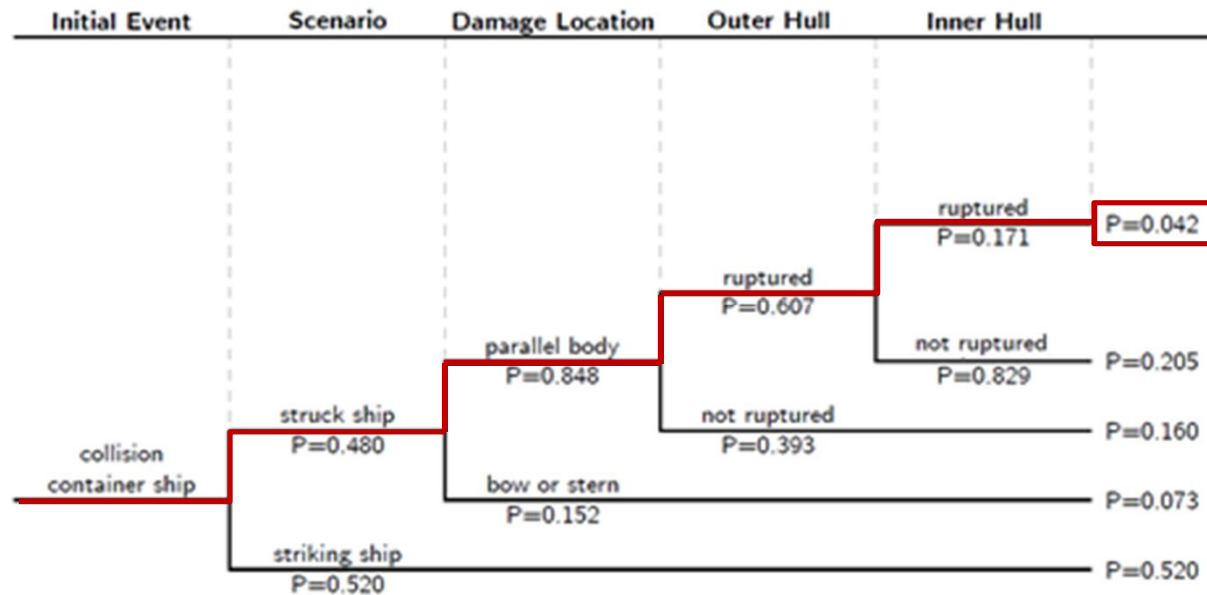 Initial Event Scenario Damage Location Outer Hull Inner Hull
ruptured
P=0.171
P=0.042
ruptured
P=0.607
not ruptured
P=0.829
P=0.205
parallel body
P=0.848
not ruptured
P=0.393
P=0.160
struck ship
P=0.480
collision
container ship
bow or stern
P=0.152
P=0.073
striking ship
P=0.520
P=0.520